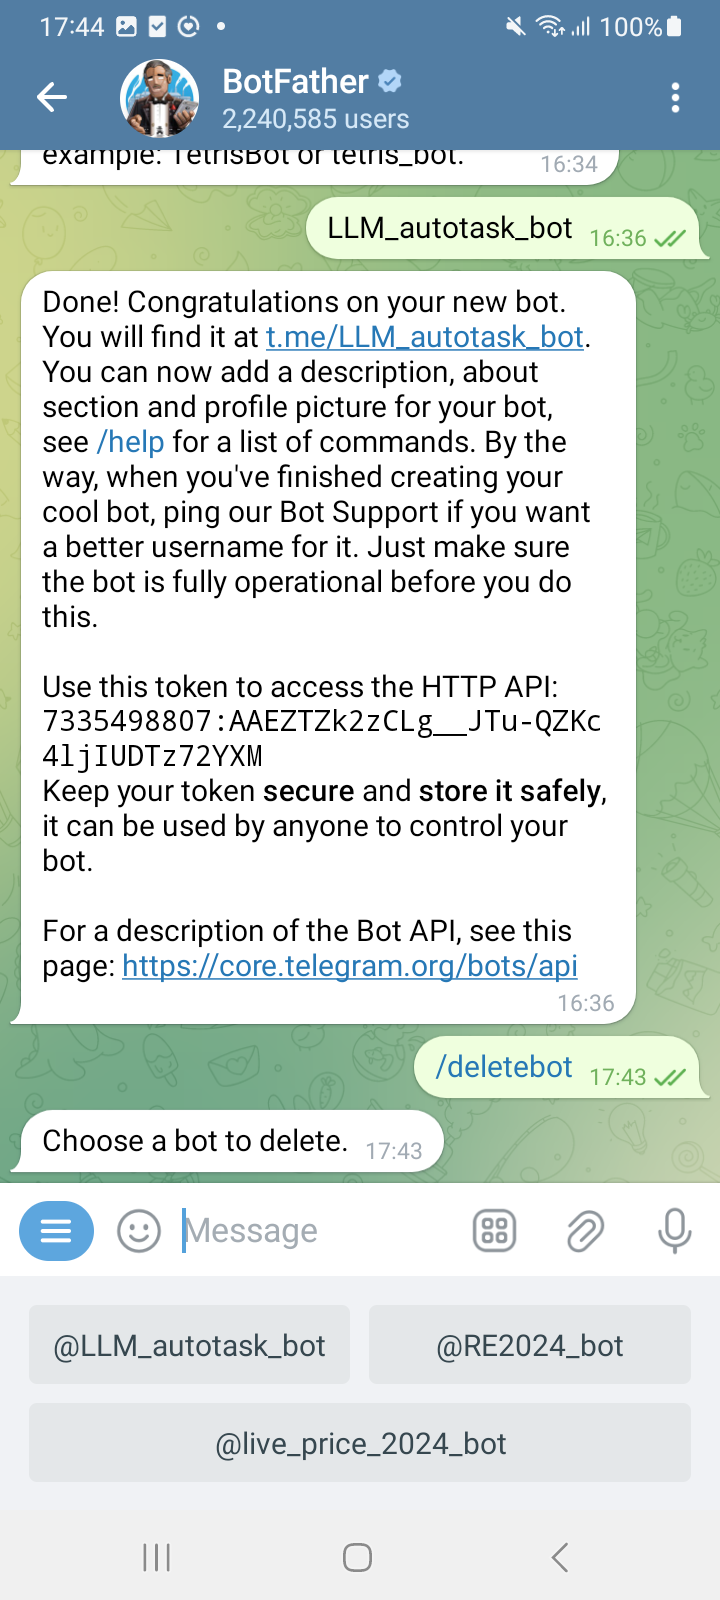 17:44
100%
BotFather
2,240,585 users
example: TetrisBot or tetris_bot.
16:34
LLM_autotask_bot 16:36
Done! Congratulations on your new bot.
You will find it at t.me/LLM_autotask_bot.
You can now add a description, about
section and profile picture for your bot,
see /help for a list of commands. By the
way, when you've finished creating your
cool bot, ping our Bot Support if you want
a better username for it. Just make sure
the bot is fully operational before you do
this.
Use this token to access the HTTP API:
7335498807:AAEZTZk2zCLg__JTu-QZKc
4ljIUDTz72YXM
Keep your token secure and store it safely,
it can be used by anyone to control your
bot.
For a description of the Bot API, see this
page: https://core.telegram.org/bots/api
16:36
/deletebot 17:43
Choose a bot to delete. 17:43
Message
@LLM_autotask_bot
@RE2024_bot
@live_price_2024_bot